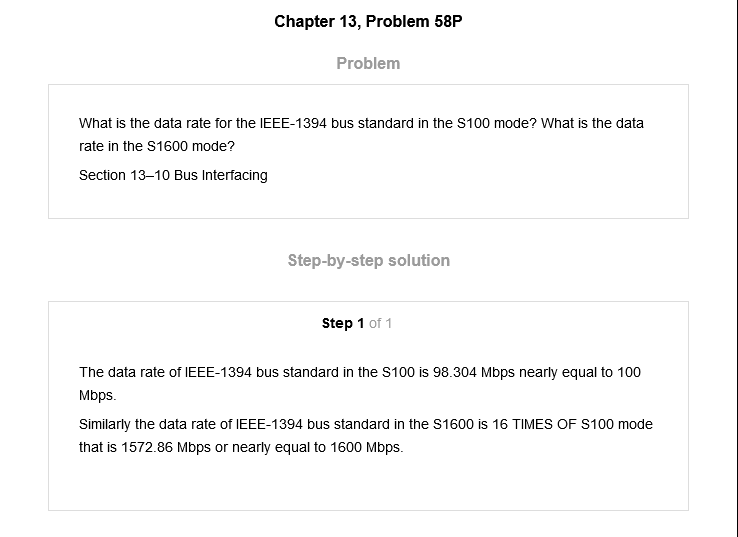 Chapter 13, Problem 58P
Problem
What is the data rate for the IEEE-1394 bus standard in the S100 mode? What is the data
rate in the S1600 mode?
Section 13–10 Bus Interfacing
Step-by-step solution
Step 1 of 1
The data rate of IEEE-1394 bus standard in the S100 is 98.304 Mbps nearly equal to 100
Mbps.
Similarly the data rate of IEEE-1394 bus standard in the S1600 is 16 TIMES OF S100 mode
that is 1572.86 Mbps or nearly equal to 1600 Mbps.